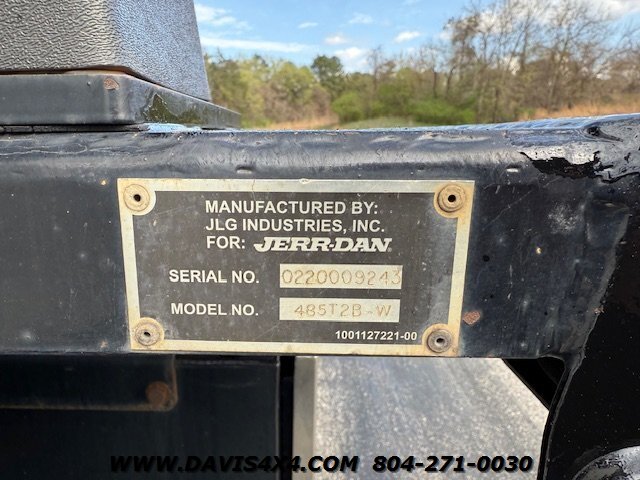 MANUFACTURED BY:
JLG INDUSTRIES, INC.
FOR: JERR-DAN
SERIAL NO. 0220009243
MODEL NO. 485T2B-W
1001127221-00
WWW.DAVIS4X4.COM 804-271-0030